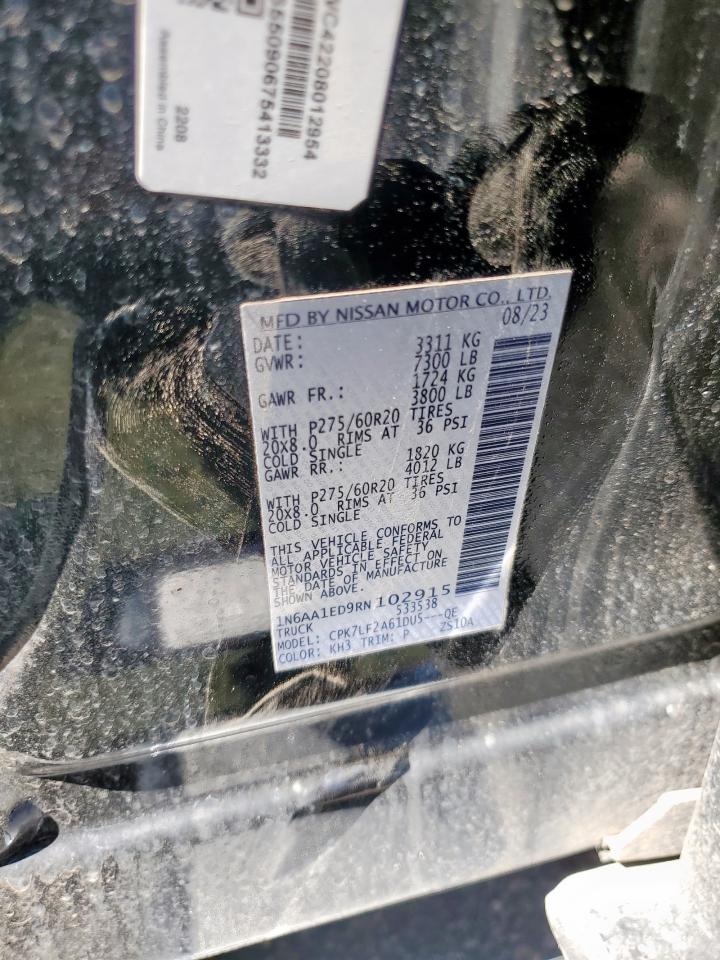 VC42208012954
5509067541 3332
2208
Assembled in China
MFD BY NISSAN MOTOR CO., LTD.
DATE: 08/23
GVWR: 3311 KG
7300 LB
GAWR FR.: 1724 KG
3800 LB
WITH P275/60R20 TIRES
20x8.0 RIMS AT 36 PSI
COLD SINGLE
GAWR RR.: 1820 KG
4012 LB
WITH P275/60R20 TIRES
20x8.0 RIMS AT 36 PSI
COLD SINGLE
THIS VEHICLE CONFORMS TO
ALL APPLICABLE FEDERAL
MOTOR VEHICLE SAFETY
STANDARDS IN EFFECT ON
THE DATE OF MANUFACTURE
SHOWN ABOVE.
1N6AA1ED9RN102915
TRUCK 533538
MODEL: CPK7LF2A61DU5---QE
COLOR: KH3 TRIM: P ZS10A